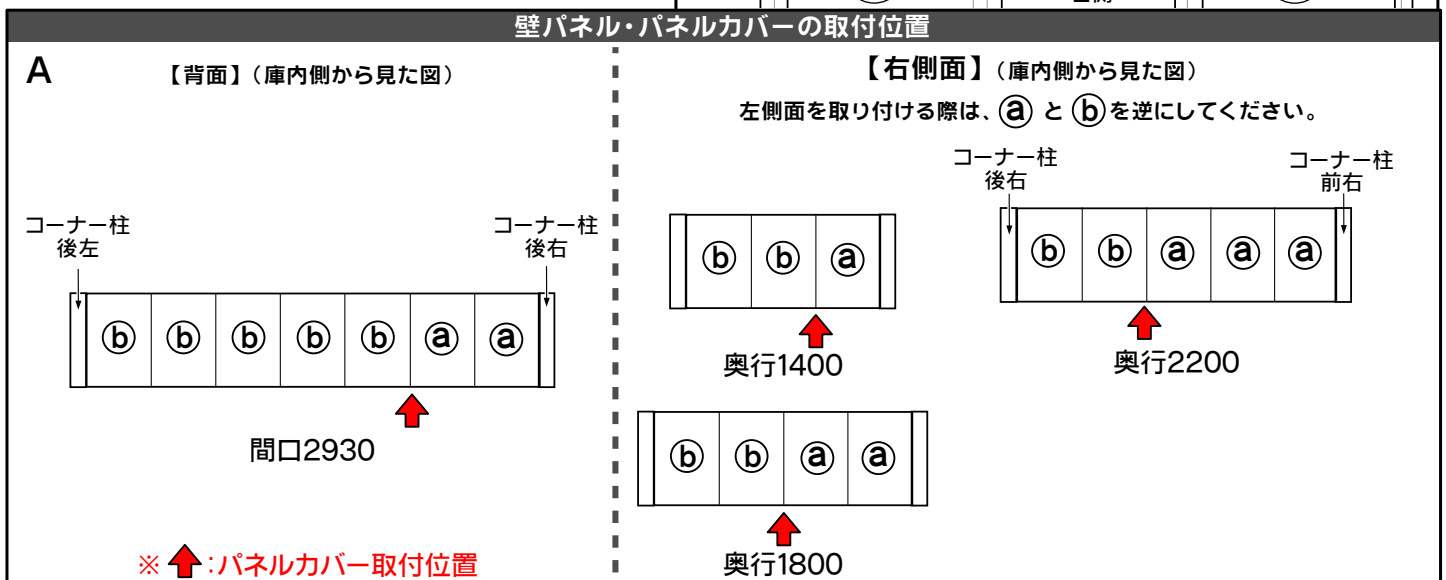 壁パネル・パネルカバーの取付位置
A
【背面】(庫内側から見た図)
コーナー柱
後左
コーナー柱
後右
ⓑ ⓑ ⓑ ⓑ ⓑ ⓐ ⓐ
間口2930
※ :パネルカバー取付位置
【右側面】(庫内側から見た図)
左側面を取り付ける際は、ⓐ と ⓑを逆にしてください。
ⓑ ⓑ ⓐ
奥行1400
コーナー柱
後右
コーナー柱
前右
ⓑ ⓑ ⓐ ⓐ ⓐ
奥行2200
ⓑ ⓑ ⓐ ⓐ
奥行1800